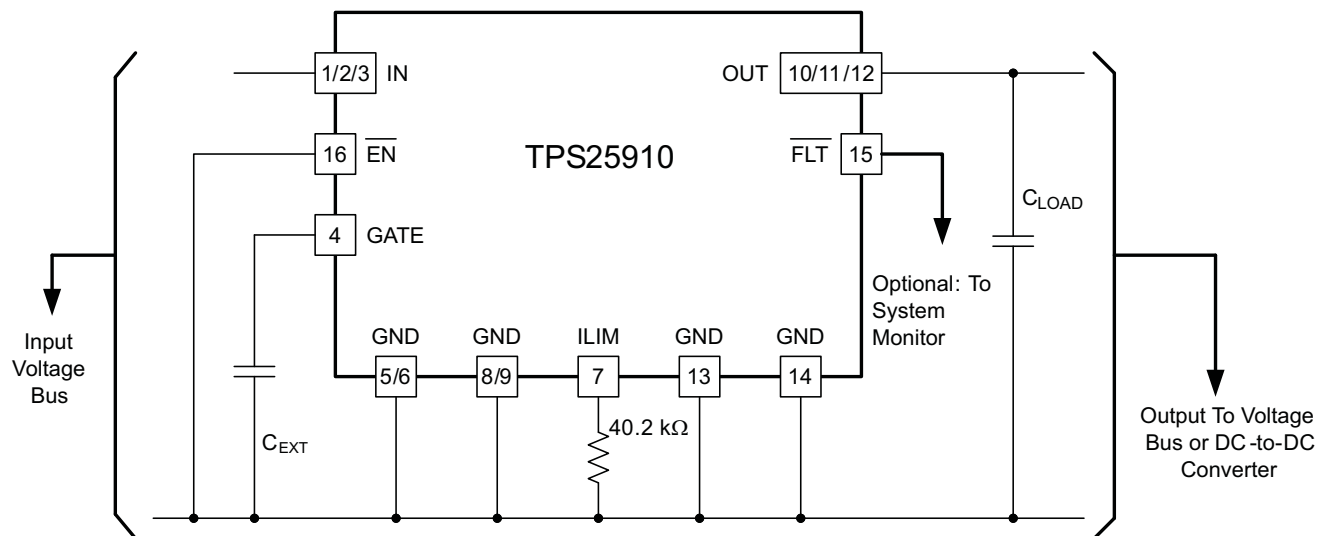 1/2/3 IN
OUT 10/11/12
16 EN
TPS25910
FLT 15
4 GATE
C_LOAD
Optional: To
System
Monitor
Input
Voltage
Bus
GND
GND
ILIM
GND
GND
5/6
8/9
7
13
14
C_EXT
40.2 kΩ
Output To Voltage
Bus or DC-to-DC
Converter